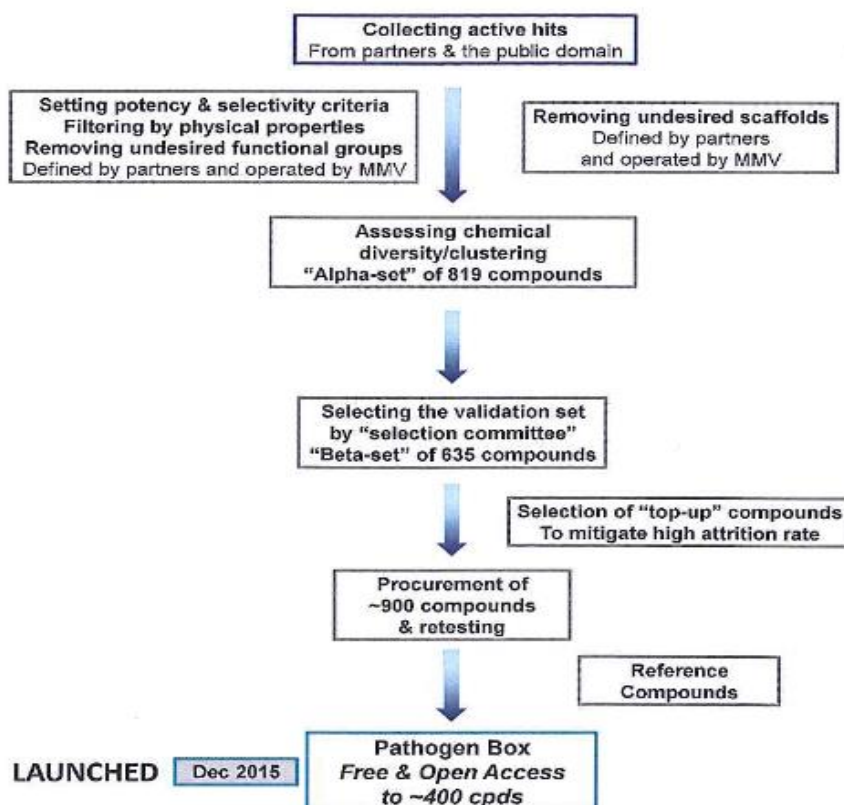 Collecting active hits
From partners & the public domain
Setting potency & selectivity criteria
Filtering by physical properties
Removing undesired functional groups
Defined by partners and operated by MMV
Removing undesired scaffolds
Defined by partners
and operated by MMV
Assessing chemical
diversity/clustering
“Alpha-set” of 819 compounds
Selecting the validation set
by “selection committee”
“Beta-set” of 635 compounds
Selection of “top-up” compounds
To mitigate high attrition rate
Procurement of
~900 compounds
& retesting
Reference
Compounds
Pathogen Box
Free & Open Access
to ~400 cpds
LAUNCHED
Dec 2015